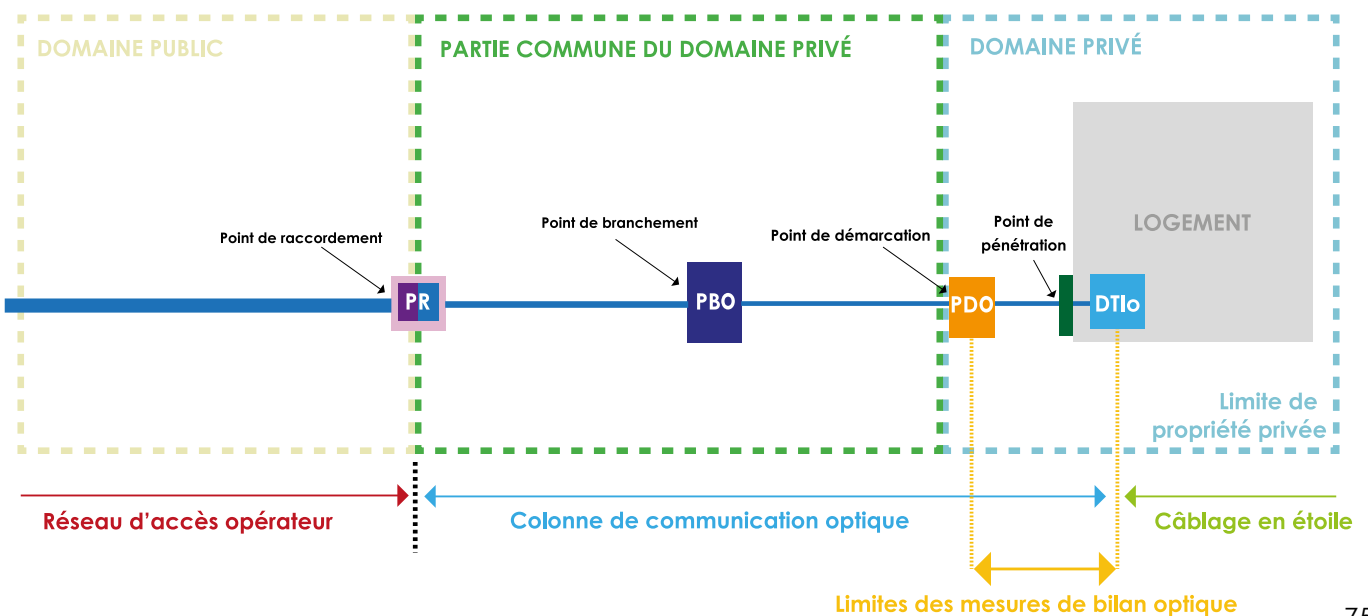 DOMAINE PUBLIC
PARTIE COMMUNE DU DOMAINE PRIVÉ
DOMAINE PRIVÉ
Point de raccordement
Point de branchement
Point de démarcation
Point de
pénétration
LOGEMENT
PR
PBO
PDO
DTIo
Limite de
propriété privée
Réseau d'accès opérateur
Colonne de communication optique
Câblage en étoile
Limites des mesures de bilan optique
75